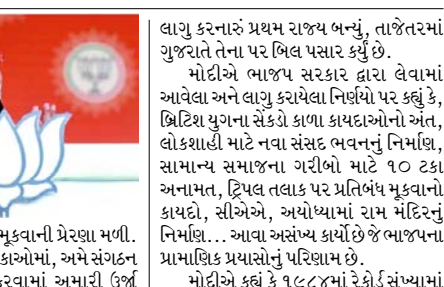 મૂકવાની પ્રેરણા મળી.
કાઓમાં, અમે સંગઠન
કરવામાં અમારી ઉર્જા
લાગુ કરનારું પ્રથમ રાજ્ય બન્યું, તાજેતરમાં
ગુજરાતે તેના પર બિલ પસાર કર્યું છે.
મોદીએ ભાજપ સરકાર દ્વારા લેવામાં
આવેલા અને લાગુ કરાયેલા નિર્ણયો પર કહ્યું કે,
બ્રિટિશ યુગના સેંકડો કાળા કાયદાઓનો અંત,
લોકશાહી માટે નવા સંસદ ભવનનું નિર્માણ,
સામાન્ય સમાજના ગરીબો માટે ૧૦ ટકા
અનામત, ટ્રિપલ તલાક પર પ્રતિબંધ મૂકવાનો
કાયદો, સીએએ, અયોધ્યામાં રામ મંદિરનું
નિર્માણ... આવા અસંખ્ય કાર્યો છે જે ભાજપના
પ્રામાણિક પ્રયાસોનું પરિણામ છે.
મોદીએ કહ્યું કે ૧૯૮૪માં રેકોર્ડ સંખ્યામાં